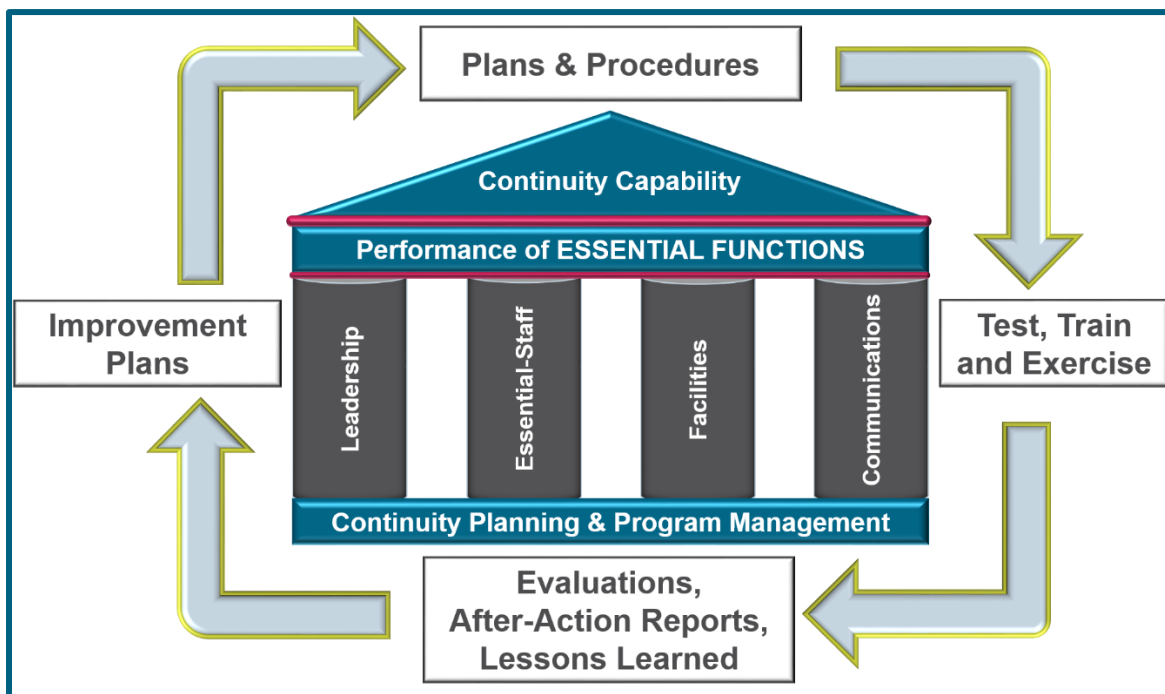 Plans & Procedures
Continuity Capability
Performance of ESSENTIAL FUNCTIONS
Improvement
Plans
Leadership
Essential-Staff
Facilities
Communications
Test, Train
and Exercise
Continuity Planning & Program Management
Evaluations,
After-Action Reports,
Lessons Learned